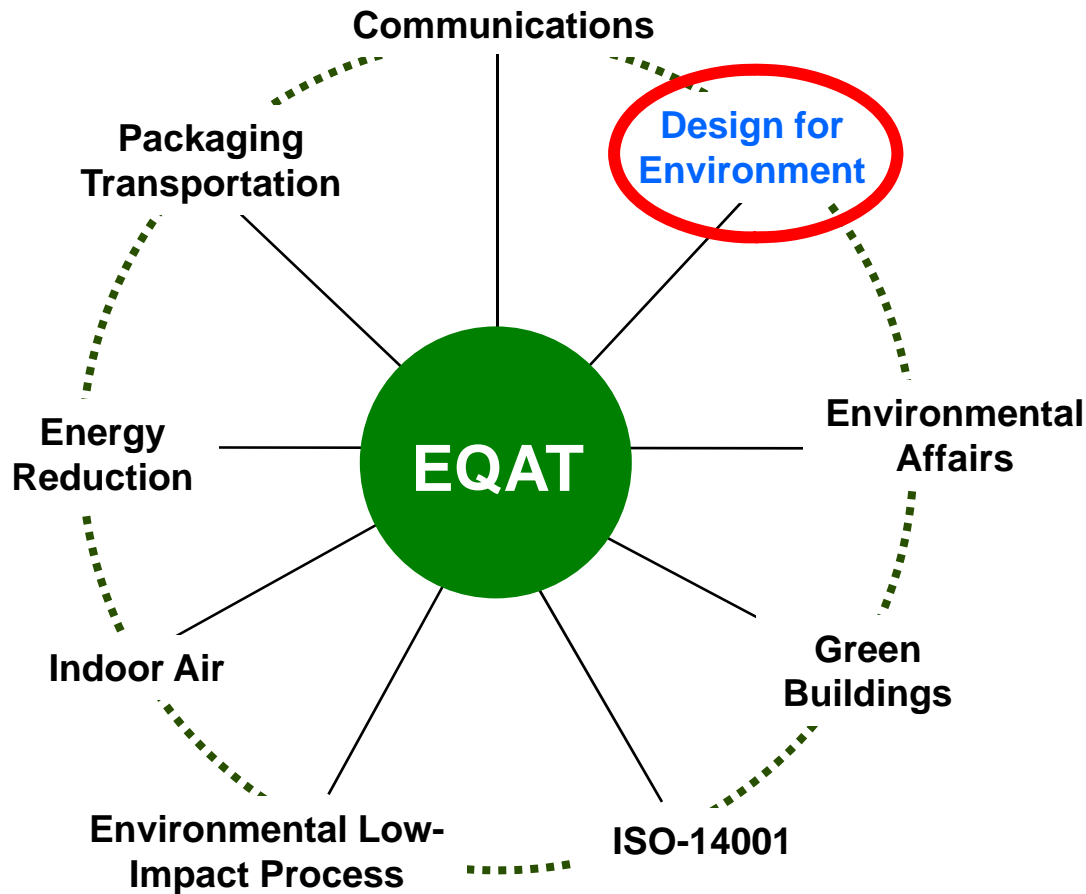 Communications
Design for
Environment
Packaging
Transportation
Environmental
Affairs
Energy
Reduction
EQAT
Green
Buildings
Indoor Air
ISO-14001
Environmental Low-
Impact Process